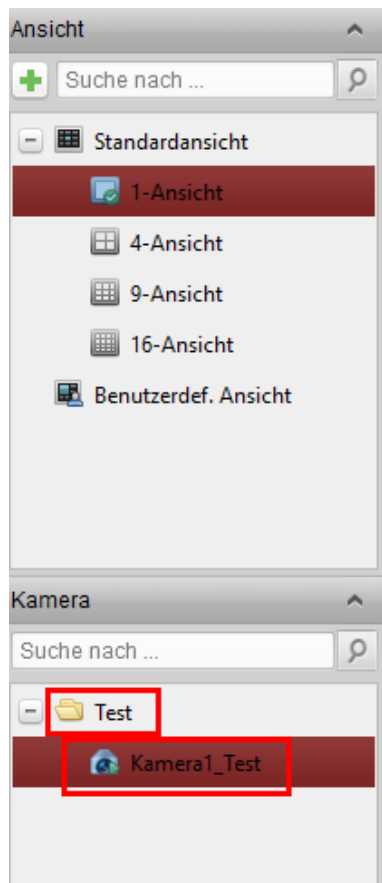 Ansicht
Suche nach ...
Standardansicht
1-Ansicht
4-Ansicht
9-Ansicht
16-Ansicht
Benutzerdef. Ansicht
Kamera
Suche nach ...
Test
Kamera1_Test